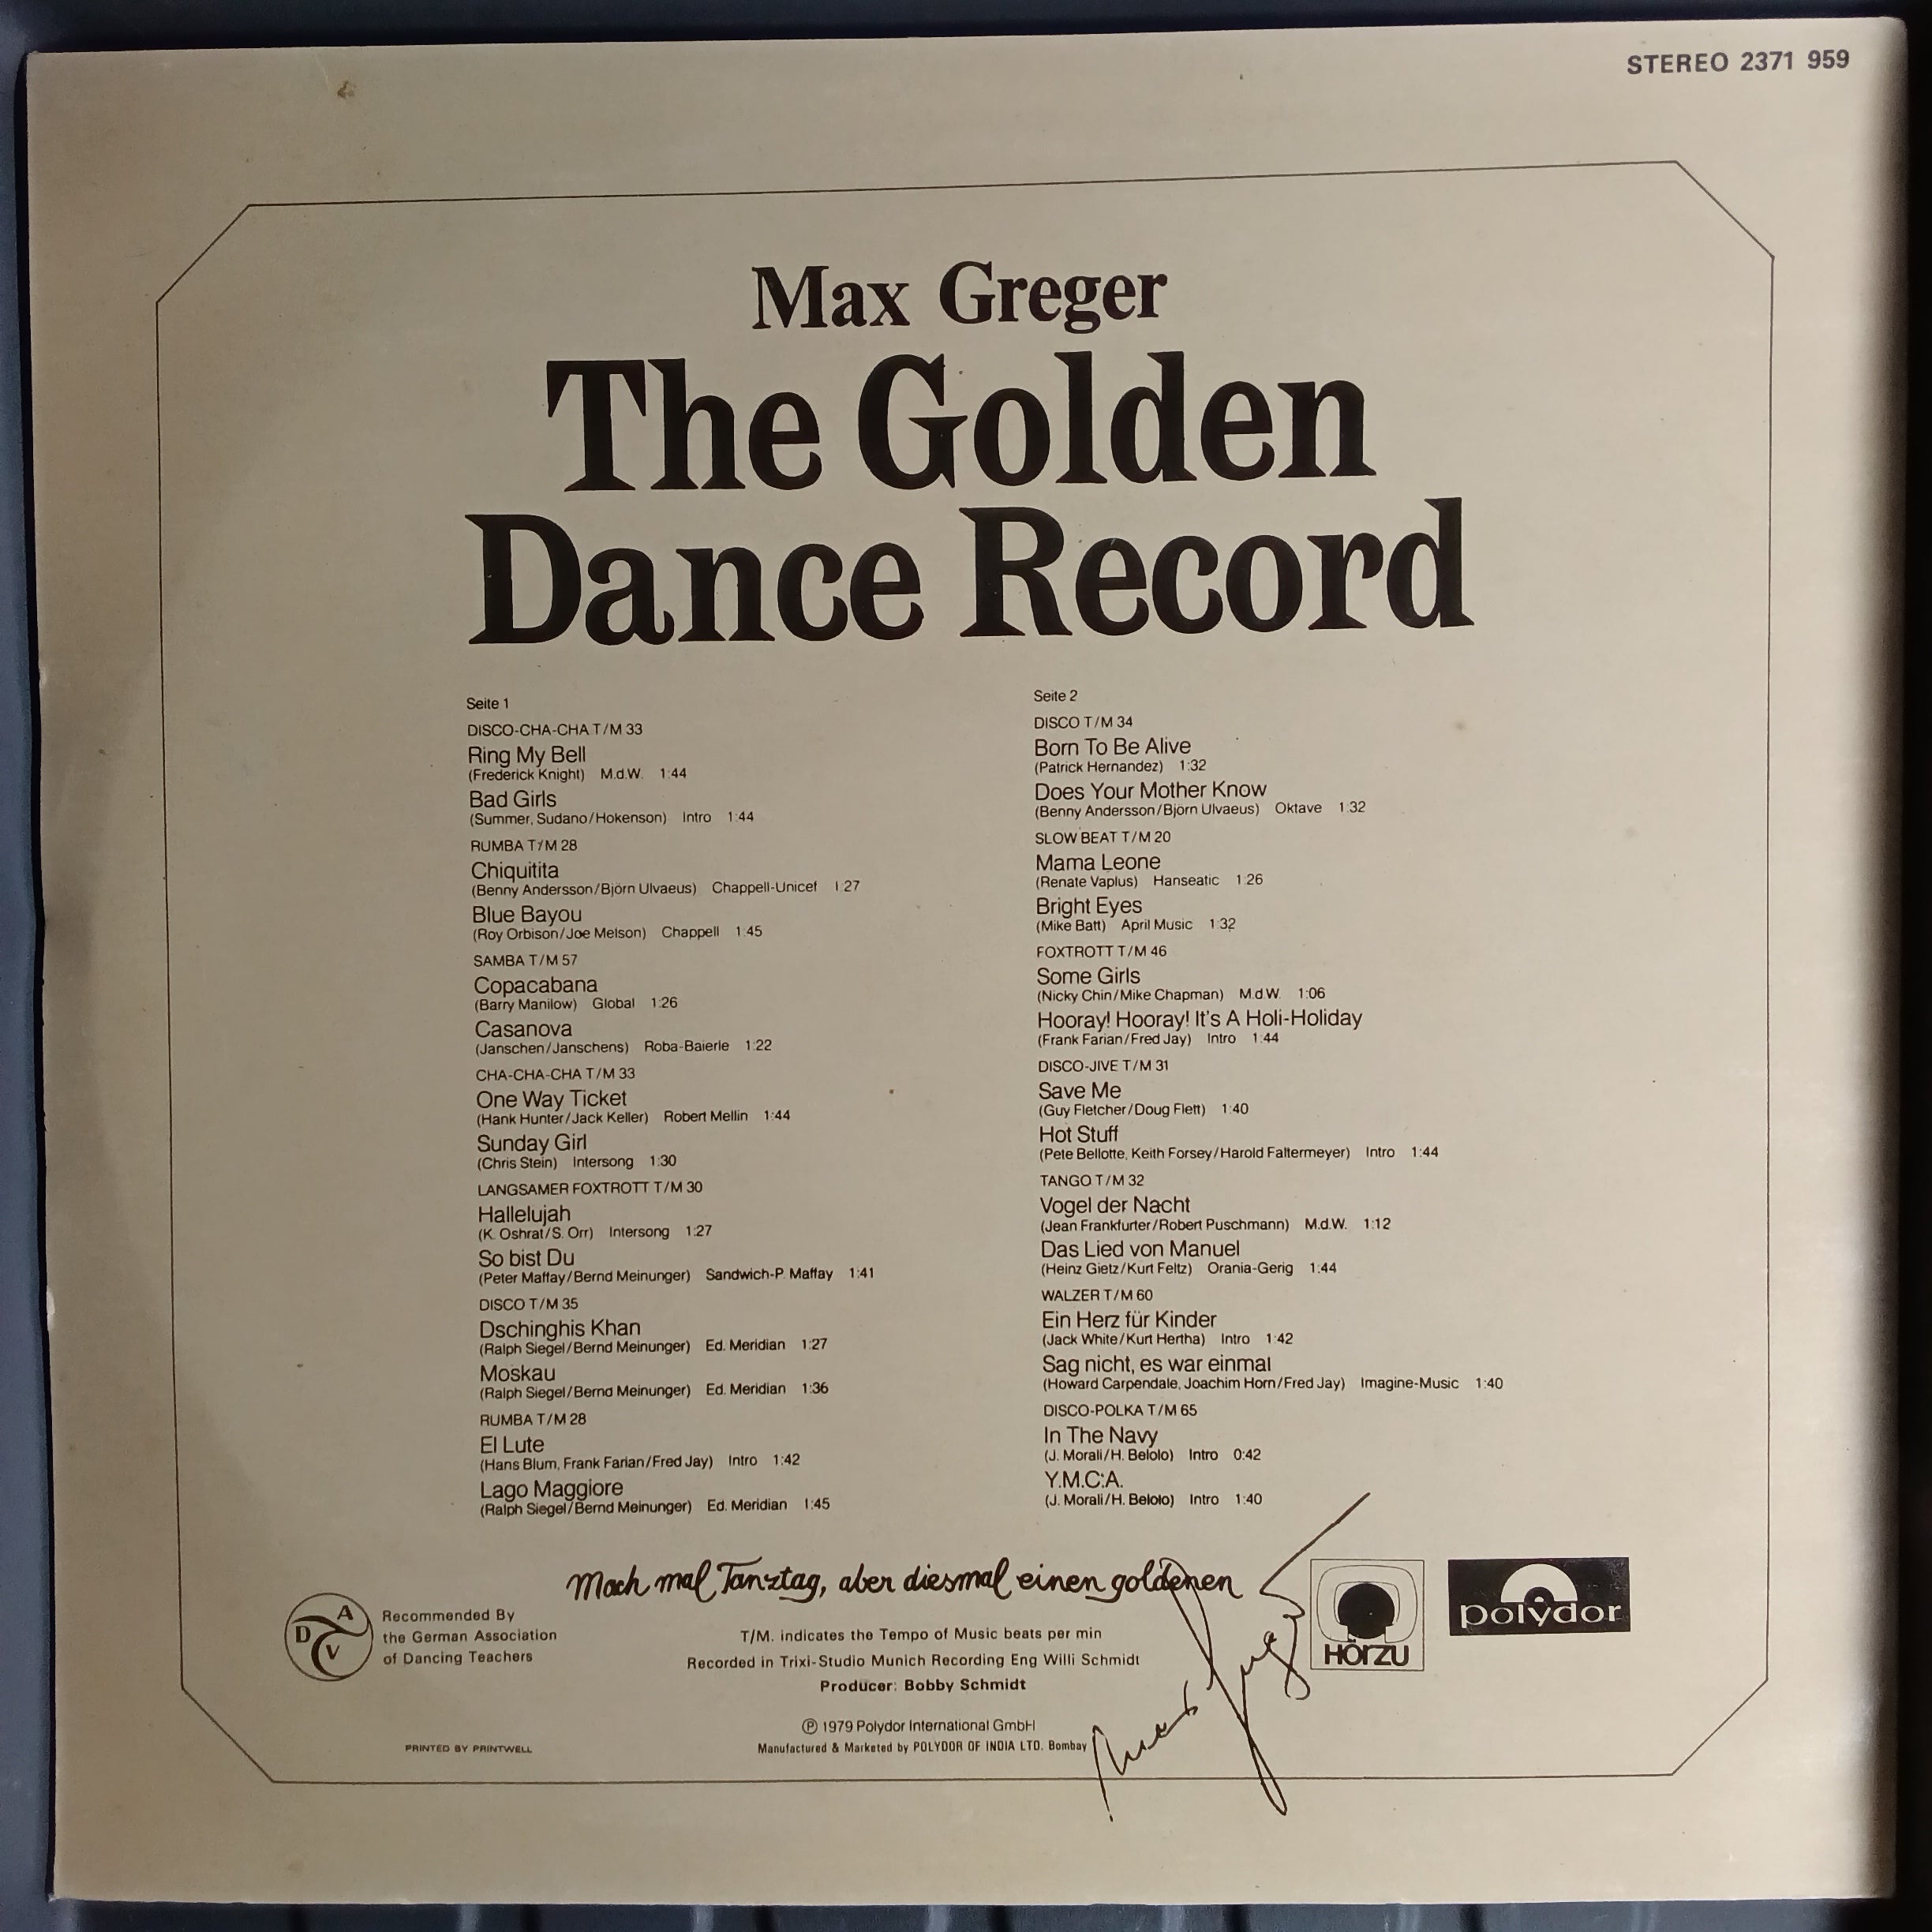 STEREO 2371 959
Max Greger
The Golden
Dance Record
Seite 1
DISCO-CHA-CHA T/M 33
Ring My Bell
(Frederick Knight) M.d.W. 1:44
Bad Girls
(Summer, Sudano/Hokenson) Intro 1:44
RUMBA T/M 28
Chiquitita
(Benny Andersson/Björn Ulvaeus) Chappell-Unicef 1:27
Blue Bayou
(Roy Orbison/Joe Melson) Chappell 1:45
SAMBA T/M 57
Copacabana
(Barry Manilow) Global 1:26
Casanova
(Janschen/Janschens) Roba-Baierle 1:22
CHA-CHA-CHA T/M 33
One Way Ticket
(Hank Hunter/Jack Keller) Robert Mellin 1:44
Sunday Girl
(Chris Stein) Intersong 1:30
LANGSAMER FOXTROTT T/M 30
Hallelujah
(K. Oshrat/S. Orr) Intersong 1:27
So bist Du
(Peter Maffay/Bernd Meinunger) Sandwich-P. Maffay 1:41
DISCO T/M 35
Dschinghis Khan
(Ralph Siegel/Bernd Meinunger) Ed. Meridian 1:27
Moskau
(Ralph Siegel/Bernd Meinunger) Ed. Meridian 1:36
RUMBA T/M 28
El Lute
(Hans Blum, Frank Farian/Fred Jay) Intro 1:42
Lago Maggiore
(Ralph Siegel/Bernd Meinunger) Ed. Meridian 1:45
Seite 2
DISCO T/M 34
Born To Be Alive
(Patrick Hernandez) 1:32
Does Your Mother Know
(Benny Andersson/Björn Ulvaeus) Oktave 1:32
SLOW BEAT T/M 20
Mama Leone
(Renate Vaplus) Hanseatic 1:26
Bright Eyes
(Mike Batt) April Music 1:32
FOXTROTT T/M 46
Some Girls
(Nicky Chin/Mike Chapman) M.d.W. 1:06
Hooray! Hooray! It's A Holi-Holiday
(Frank Farian/Fred Jay) Intro 1:44
DISCO-JIVE T/M 31
Save Me
(Guy Fletcher/Doug Flett) 1:40
Hot Stuff
(Pete Bellotte, Keith Forsey/Harold Faltermeyer) Intro 1:44
TANGO T/M 32
Vogel der Nacht
(Jean Frankfurter/Robert Puschmann) M.d.W. 1:12
Das Lied von Manuel
(Heinz Gietz/Kurt Feltz) Orania-Gerig 1:44
WALZER T/M 60
Ein Herz für Kinder
(Jack White/Kurt Hertha) Intro 1:42
Sag nicht, es war einmal
(Howard Carpendale, Joachim Horn/Fred Jay) Imagine-Music 1:40
DISCO-POLKA T/M 65
In The Navy
(J. Morali/H. Belolo) Intro 0:42
Y.M.C.A.
(J. Morali/H. Belolo) Intro 1:40
Mach mal Tanztag, aber diesmal einen goldenen
Max Greger
DAV
Recommended By
the German Association
of Dancing Teachers
T/M. indicates the Tempo of Music beats per min
Recorded in Trixi-Studio Munich Recording Eng Willi Schmidt
Producer: Bobby Schmidt
HÖRZU
polydor
℗ 1979 Polydor International GmbH
Manufactured & Marketed by POLYDOR OF INDIA LTD. Bombay
PRINTED BY PRINTWELL